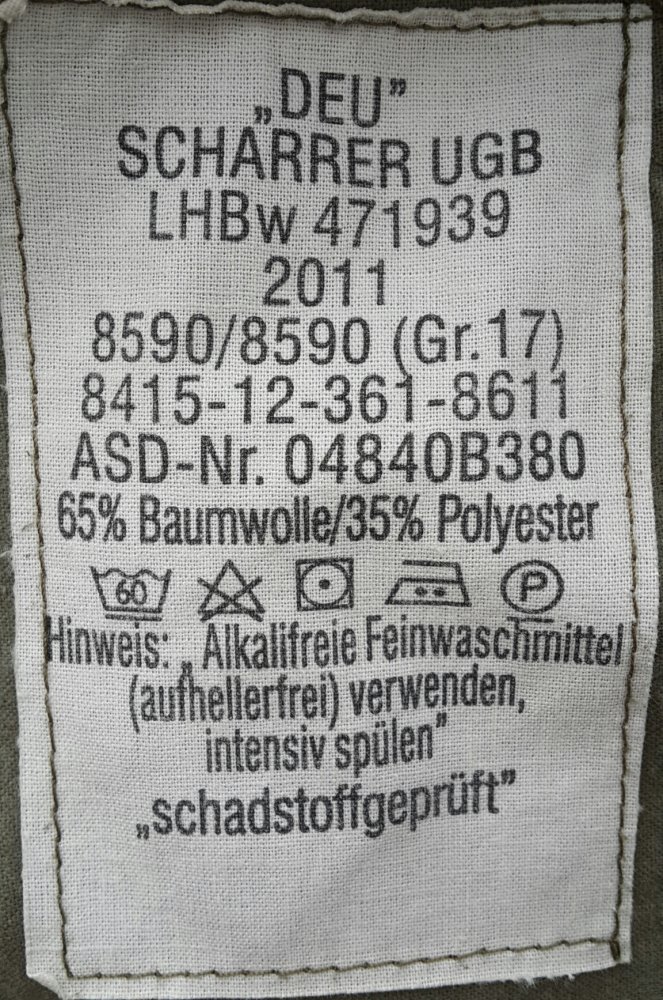 „DEU”
SCHARRER UGB
LHBw 471939
2011
8590/8590 (Gr.17)
8415-12-361-8611
ASD-Nr. 04840B380
65% Baumwolle/35% Polyester
60 P
Hinweis: „ Alkalifreie Feinwaschmittel
(aufhellerfrei) verwenden,
intensiv spülen”
„schadstoffgeprüft”